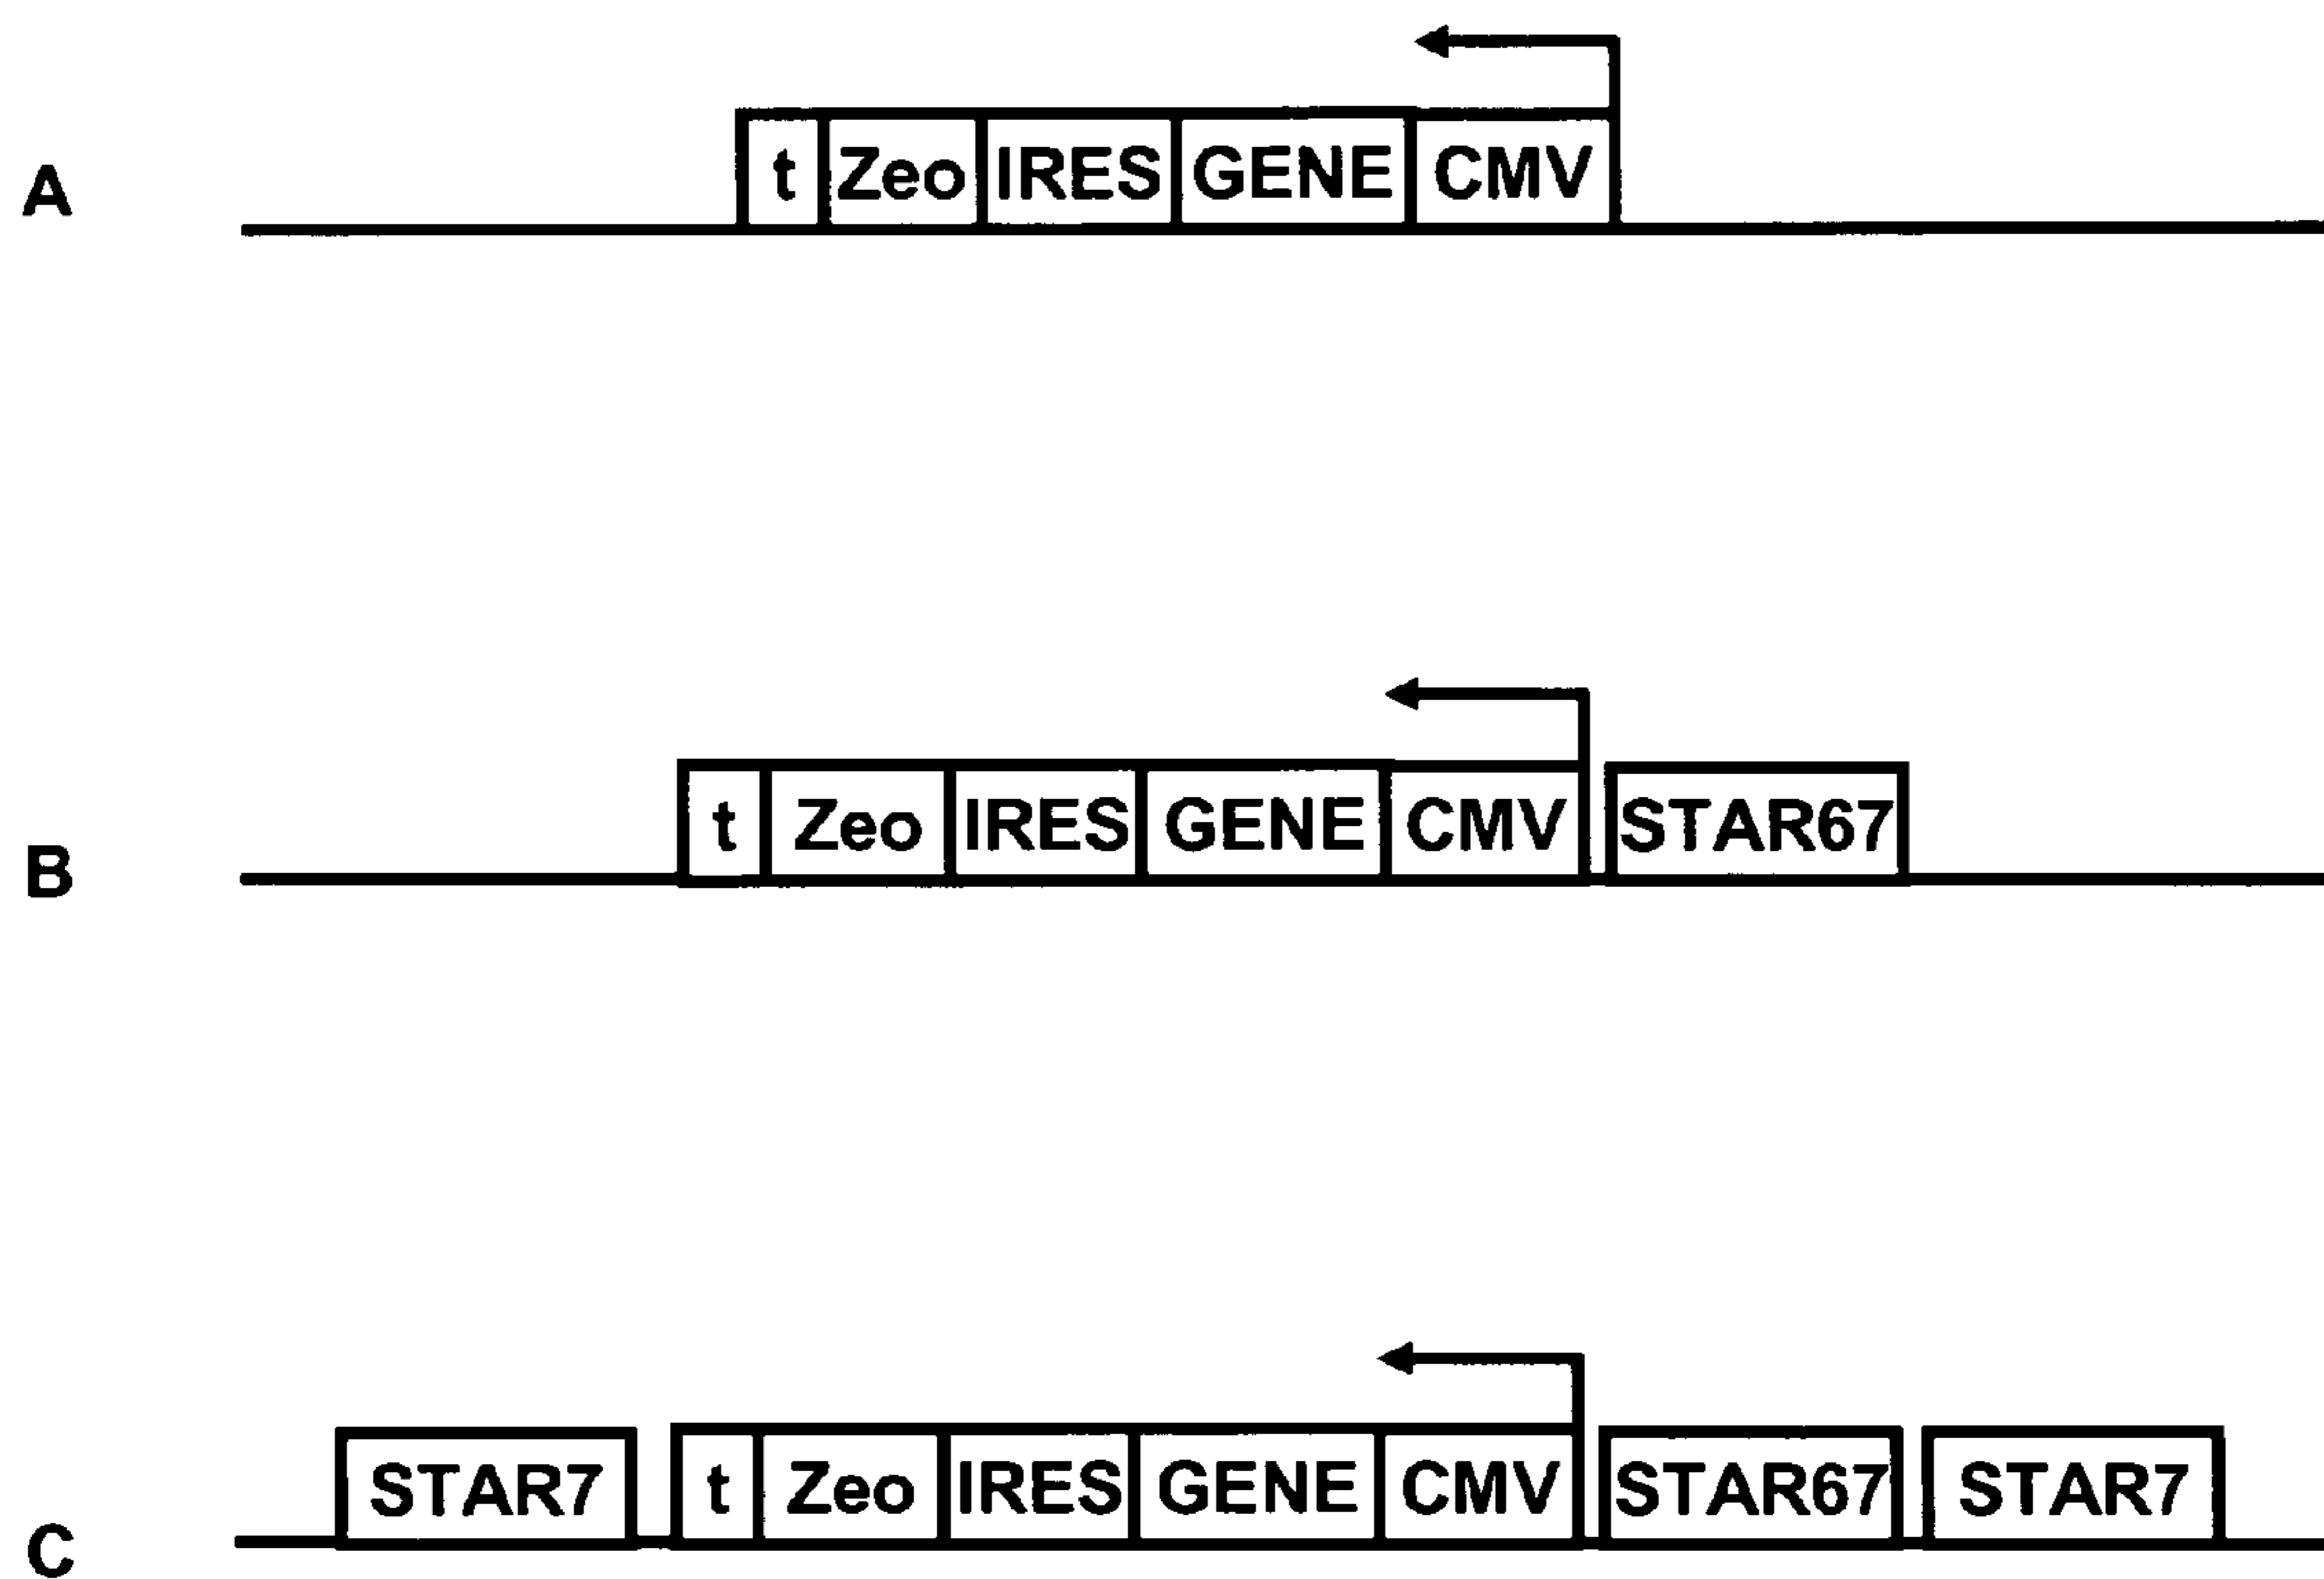 A t Zeo IRES GENE CMV
B t Zeo IRES GENE CMV STAR67
C STAR7 t Zeo IRES GENE CMV STAR67 STAR7